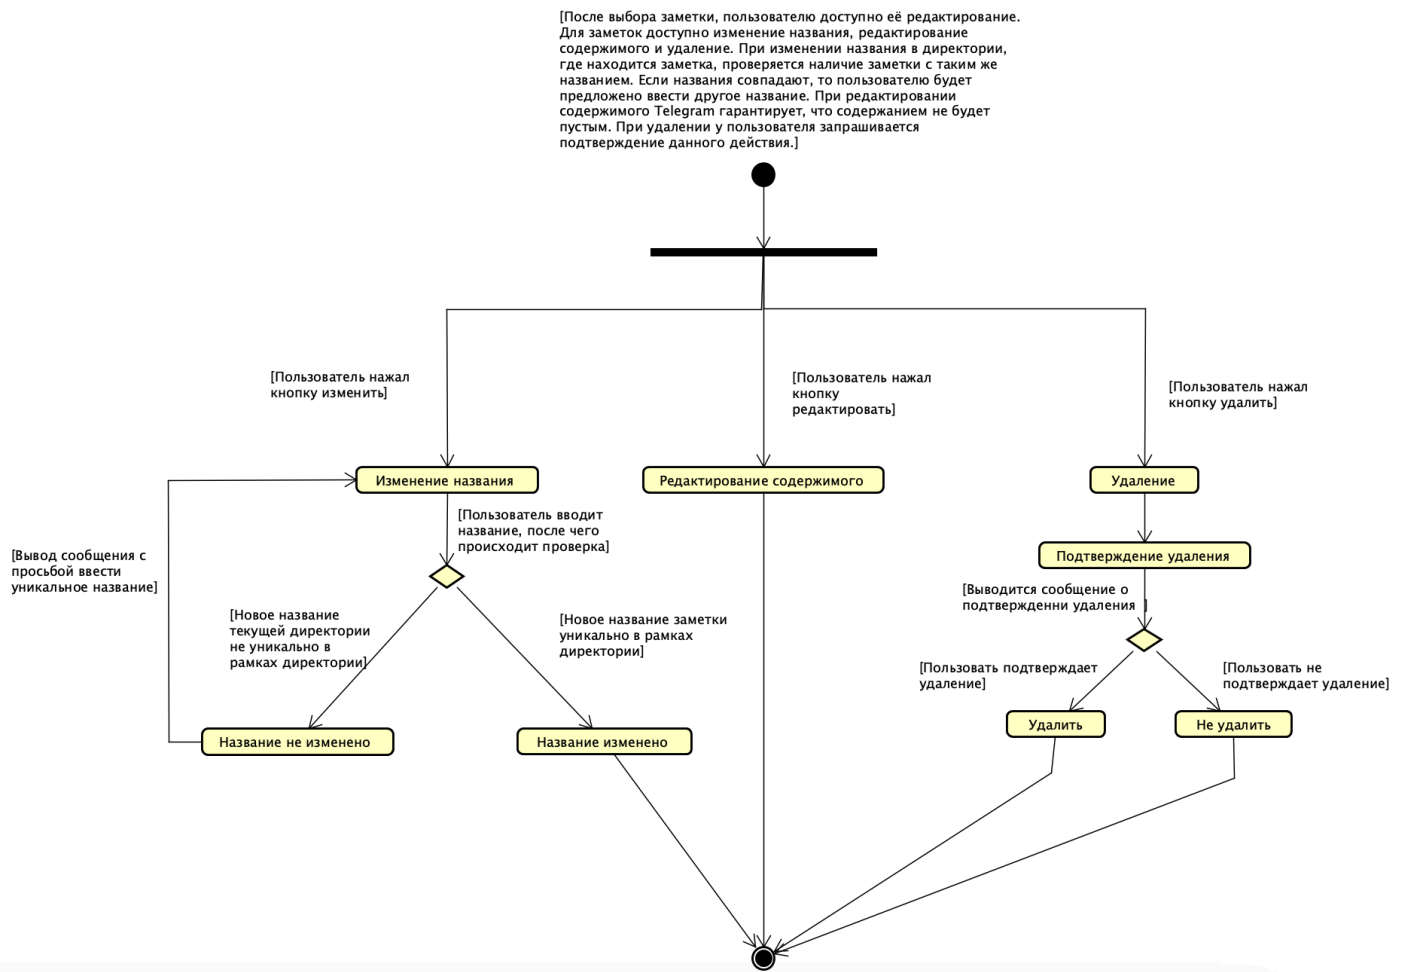 [После выбора заметки, пользователю доступно её редактирование.
Для заметок доступно изменение названия, редактирование
содержимого и удаление. При изменении названия в директории,
где находится заметка, проверяется наличие заметки с таким же
названием. Если названия совпадают, то пользователю будет
предложено ввести другое название. При редактировании
содержимого Telegram гарантирует, что содержанием не будет
пустым. При удалении у пользователя запрашивается
подтверждение данного действия.]
[Пользователь нажал
кнопку изменить]
[Пользователь нажал
кнопку
редактировать]
[Пользователь нажал
кнопку удалить]
Изменение названия
Редактирование содержимого
Удаление
[Пользователь вводит
название, после чего
происходит проверка]
[Вывод сообщения с
просьбой ввести
уникальное название]
Подтверждение удаления
[Выводится сообщение о
подтвержденни удаления ]
[Новое название
текущей директории
не уникально в
рамках директории]
[Новое название заметки
уникально в рамках
директории]
[Пользовать подтверждает
удаление]
[Пользовать не
подтверждает удаление]
Название не изменено
Название изменено
Удалить
Не удалить